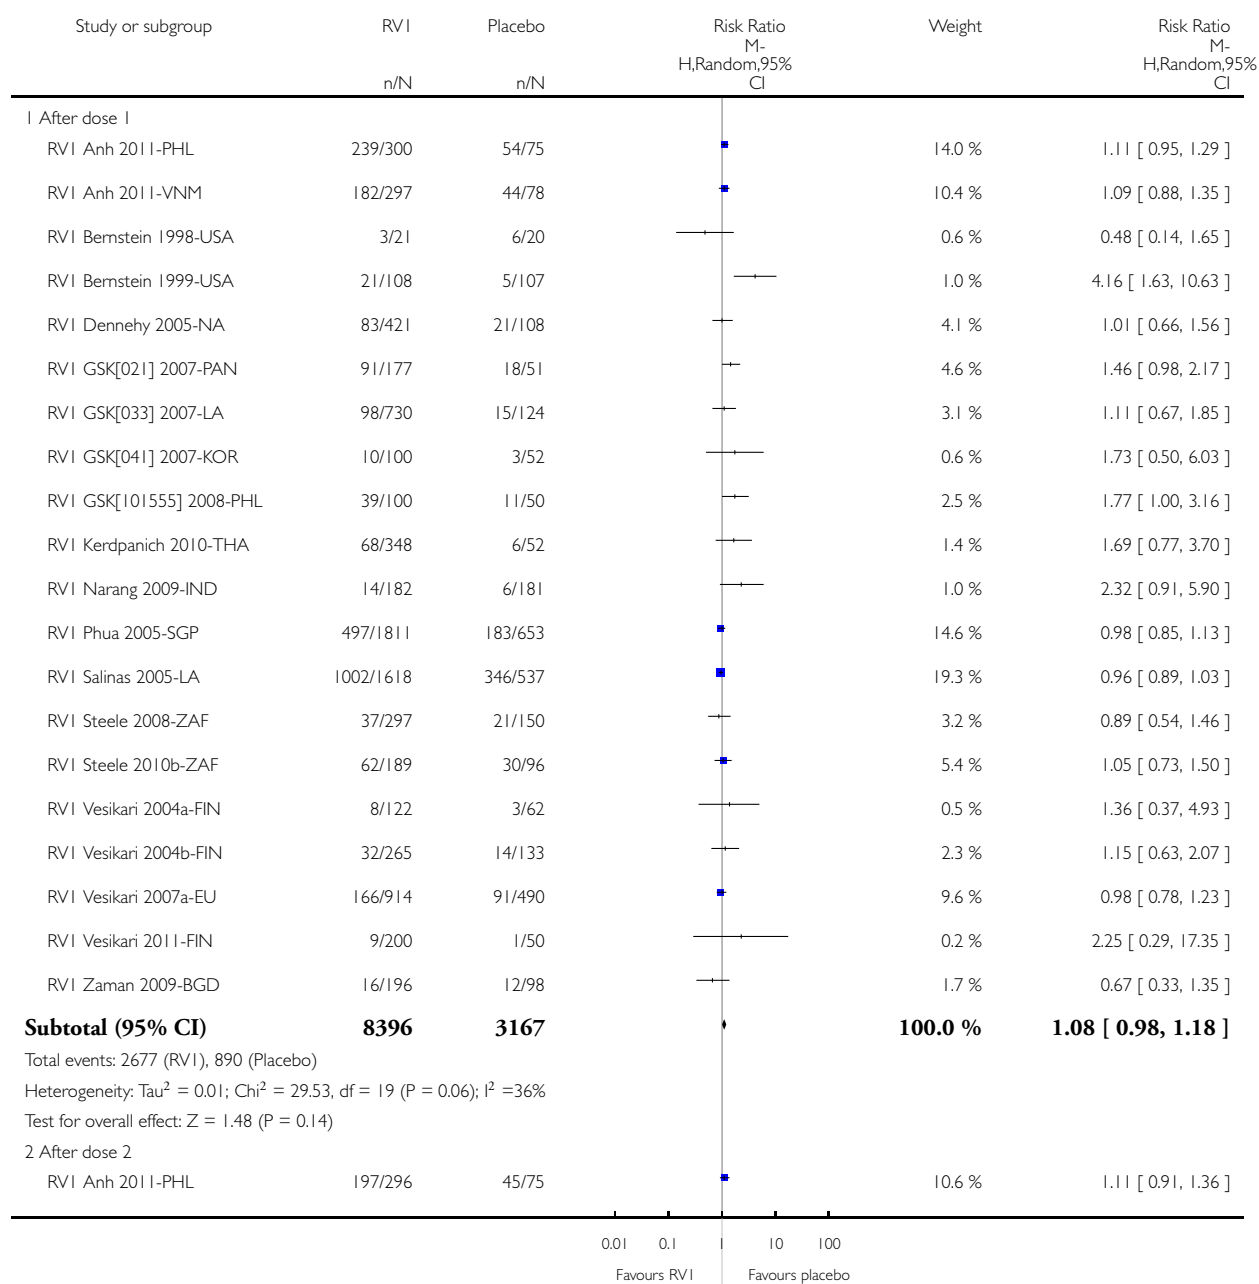 Study or subgroup RV1 Placebo Risk Ratio Weight Risk Ratio
M- M-
H,Random,95% H,Random,95%
n/N n/N CI CI
1 After dose 1
RV1 Anh 2011-PHL 239/300 54/75 14.0 % 1.11 [ 0.95, 1.29 ]
RV1 Anh 2011-VNM 182/297 44/78 10.4 % 1.09 [ 0.88, 1.35 ]
RV1 Bernstein 1998-USA 3/21 6/20 0.6 % 0.48 [ 0.14, 1.65 ]
RV1 Bernstein 1999-USA 21/108 5/107 1.0 % 4.16 [ 1.63, 10.63 ]
RV1 Dennehy 2005-NA 83/421 21/108 4.1 % 1.01 [ 0.66, 1.56 ]
RV1 GSK[021] 2007-PAN 91/177 18/51 4.6 % 1.46 [ 0.98, 2.17 ]
RV1 GSK[033] 2007-LA 98/730 15/124 3.1 % 1.11 [ 0.67, 1.85 ]
RV1 GSK[041] 2007-KOR 10/100 3/52 0.6 % 1.73 [ 0.50, 6.03 ]
RV1 GSK[101555] 2008-PHL 39/100 11/50 2.5 % 1.77 [ 1.00, 3.16 ]
RV1 Kerdpanich 2010-THA 68/348 6/52 1.4 % 1.69 [ 0.77, 3.70 ]
RV1 Narang 2009-IND 14/182 6/181 1.0 % 2.32 [ 0.91, 5.90 ]
RV1 Phua 2005-SGP 497/1811 183/653 14.6 % 0.98 [ 0.85, 1.13 ]
RV1 Salinas 2005-LA 1002/1618 346/537 19.3 % 0.96 [ 0.89, 1.03 ]
RV1 Steele 2008-ZAF 37/297 21/150 3.2 % 0.89 [ 0.54, 1.46 ]
RV1 Steele 2010b-ZAF 62/189 30/96 5.4 % 1.05 [ 0.73, 1.50 ]
RV1 Vesikari 2004a-FIN 8/122 3/62 0.5 % 1.36 [ 0.37, 4.93 ]
RV1 Vesikari 2004b-FIN 32/265 14/133 2.3 % 1.15 [ 0.63, 2.07 ]
RV1 Vesikari 2007a-EU 166/914 91/490 9.6 % 0.98 [ 0.78, 1.23 ]
RV1 Vesikari 2011-FIN 9/200 1/50 0.2 % 2.25 [ 0.29, 17.35 ]
RV1 Zaman 2009-BGD 16/196 12/98 1.7 % 0.67 [ 0.33, 1.35 ]
Subtotal (95% CI) 8396 3167 100.0 % 1.08 [ 0.98, 1.18 ]
Total events: 2677 (RV1), 890 (Placebo)
Heterogeneity: Tau² = 0.01; Chi² = 29.53, df = 19 (P = 0.06); I² =36%
Test for overall effect: Z = 1.48 (P = 0.14)
2 After dose 2
RV1 Anh 2011-PHL 197/296 45/75 10.6 % 1.11 [ 0.91, 1.36 ]
0.01 0.1 1 10 100
Favours RV1 Favours placebo